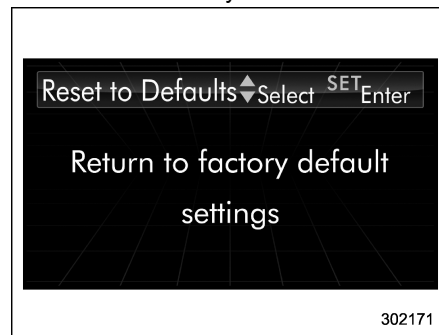 Reset to Defaults Select SET Enter
Return to factory default
settings
302171